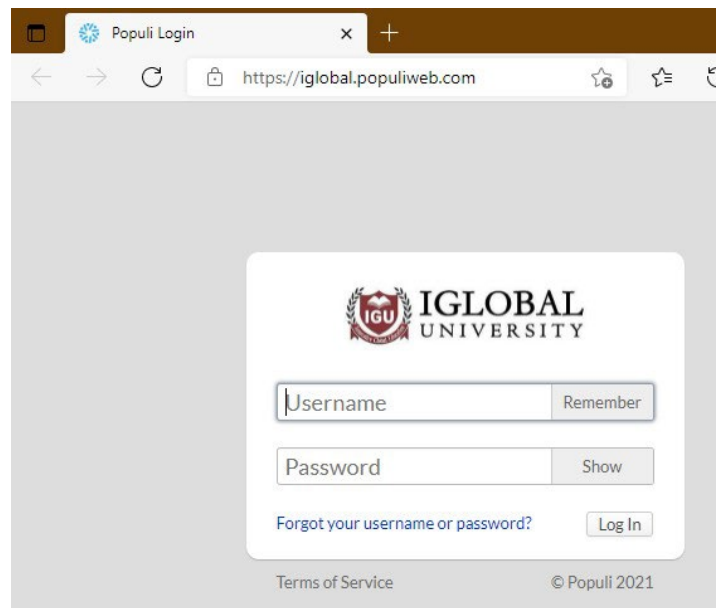 Populi Login
https://iglobal.populiweb.com
IGU
IGLOBAL
UNIVERSITY
Username Remember
Password Show
Forgot your username or password? Log In
Terms of Service © Populi 2021